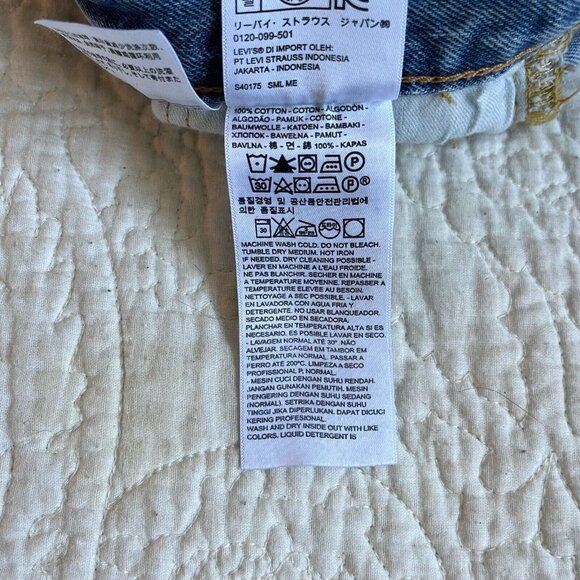 リーバイ・ストラウス ジャパン㈱
0120-099-501
LEVI'S® DI IMPORT OLEH:
PT LEVI STRAUSS INDONESIA
JAKARTA - INDONESIA
S40175 SML ME
100% COTTON - COTON - ALGODÓN -
ALGODÃO - PAMUK - COTONE -
BAUMWOLLE - KATOEN - BAMBAKI -
ХЛОПОК - BAWEŁNA - PAMUT -
BAVLNA - 棉 - 면 - 綿 100% - KAPAS
P
30 P ®
품질경영 및 공산품안전관리법에
의한 품질표시
30
MACHINE WASH COLD. DO NOT BLEACH.
TUMBLE DRY MEDIUM. HOT IRON
IF NEEDED. DRY CLEANING POSSIBLE -
LAVER EN MACHINE A L'EAU FROIDE.
NE PAS BLANCHIR. SECHER EN MACHINE
A TEMPERATURE MOYENNE. REPASSER A
TEMPERATURE ELEVEE AU BESOIN.
NETTOYAGE A SEC POSSIBLE. - LAVAR
EN LAVADORA CON AGUA FRIA Y
DETERGENTE. NO USAR BLANQUEADOR.
SECADO MEDIO EN SECADORA.
PLANCHAR EN TEMPERATURA ALTA SI ES
NECESARIO. ES POSIBLE LAVAR EN SECO.
- LAVAGEM NORMAL ATÉ 30°. NÃO
ALVEJAR. SECAGEM EM TAMBOR EM
TEMPERATURA NORMAL. PASSAR A
FERRO ATÉ 200°C. LIMPEZA A SECO
PROFISSIONAL P, NORMAL.
- MESIN CUCI DENGAN SUHU RENDAH.
JANGAN GUNAKAN PEMUTIH. MESIN
PENGERING DENGAN SUHU SEDANG
(NORMAL). SETRIKA DENGAN SUHU
TINGGI JIKA DIPERLUKAN. DAPAT DICUCI
KERING PROFESIONAL.
WASH AND DRY INSIDE OUT WITH LIKE
COLORS. LIQUID DETERGENT IS